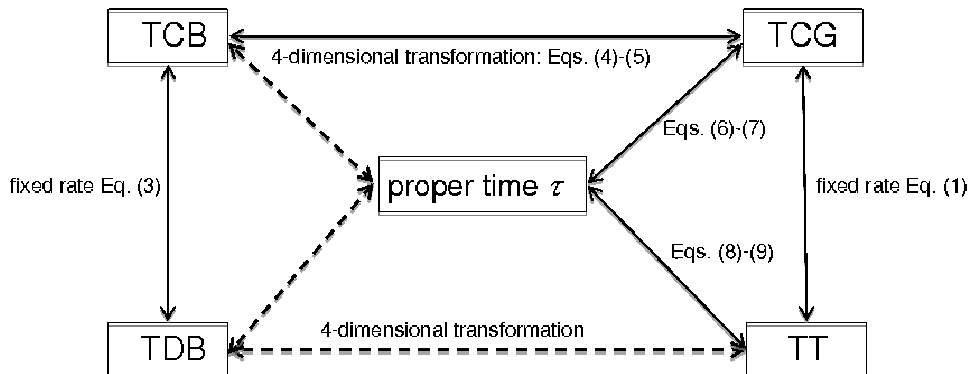 TCB
TCG
4-dimensional transformation: Eqs. (4)-(5)
Eqs. (6)-(7)
fixed rate Eq. (3)
proper time τ
fixed rate Eq. (1)
Eqs. (8)-(9)
4-dimensional transformation
TDB
TT